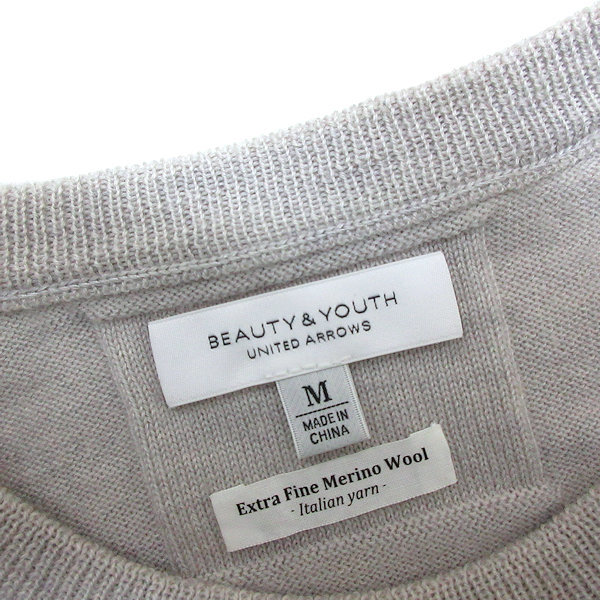 BEAUTY & YOUTH
UNITED ARROWS
M
MADE IN
CHINA
Extra Fine Merino Wool
- Italian yarn -